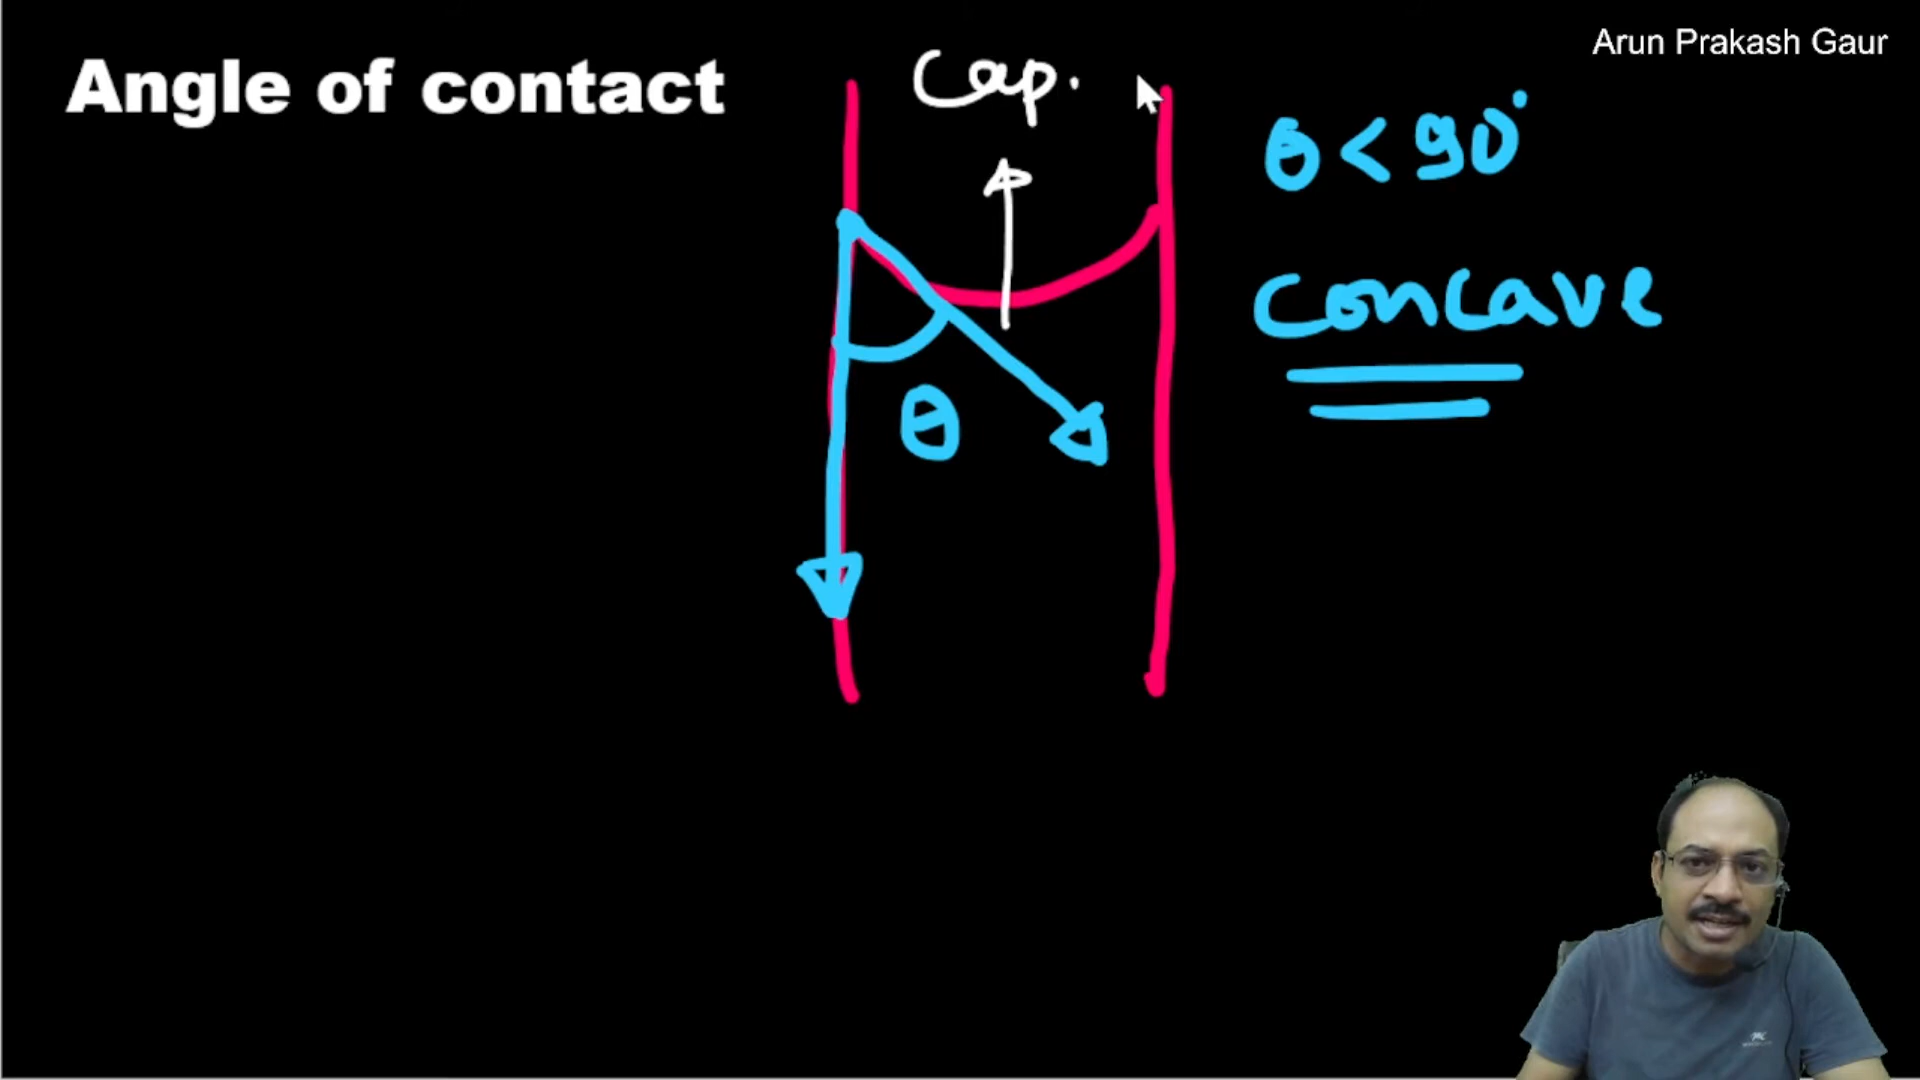 Arun Prakash Gaur
Angle of contact
Cap.
θ < 90°
concave
θ